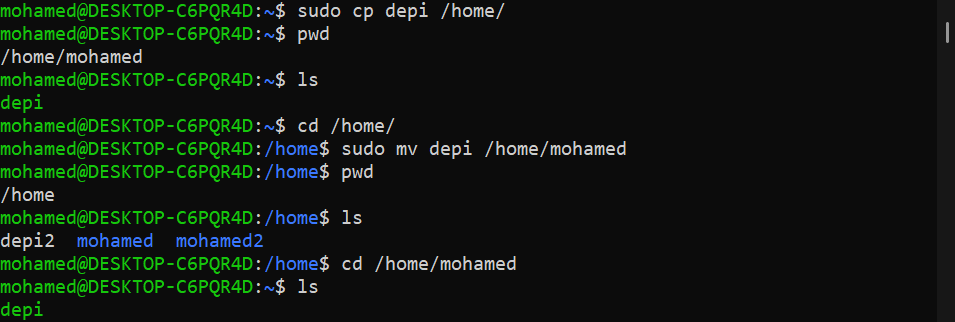 mohamed@DESKTOP-C6PQR4D:~$ sudo cp depi /home/
mohamed@DESKTOP-C6PQR4D:~$ pwd
/home/mohamed
mohamed@DESKTOP-C6PQR4D:~$ ls
depi
mohamed@DESKTOP-C6PQR4D:~$ cd /home/
mohamed@DESKTOP-C6PQR4D:/home$ sudo mv depi /home/mohamed
mohamed@DESKTOP-C6PQR4D:/home$ pwd
/home
mohamed@DESKTOP-C6PQR4D:/home$ ls
depi2  mohamed  mohamed2
mohamed@DESKTOP-C6PQR4D:/home$ cd /home/mohamed
mohamed@DESKTOP-C6PQR4D:~$ ls
depi